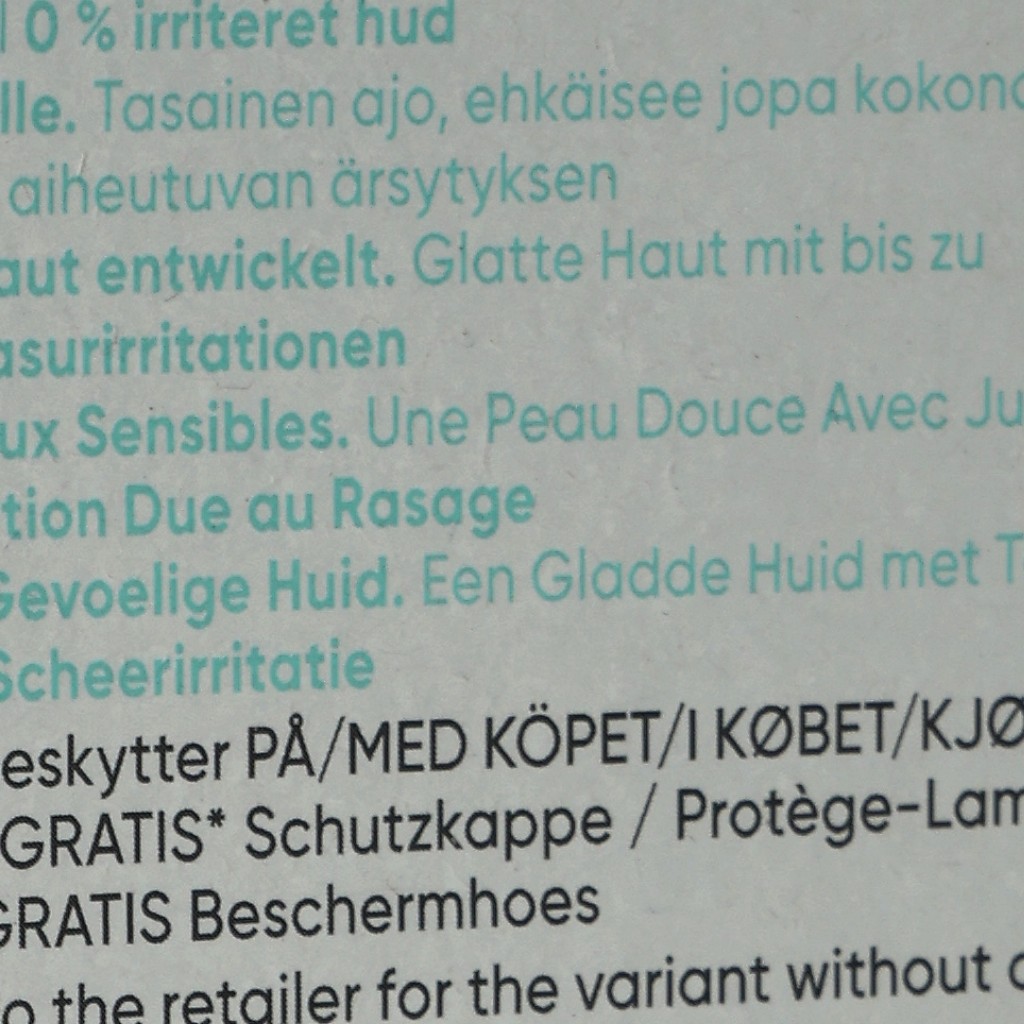 10 % irriteret hud
lle. Tasainen ajo, ehkäisee jopa kokona
aiheutuvan ärsytyksen
aut entwickelt. Glatte Haut mit bis zu
asurirritationen
ux Sensibles. Une Peau Douce Avec Ju
tion Due au Rasage
Gevoelige Huid. Een Gladde Huid met T
Scheerirritatie
eskytter PÅ/MED KÖPET/I KØBET/KJØ
GRATIS* Schutzkappe / Protège-Lam
GRATIS Beschermhoes
o the retailer for the variant without